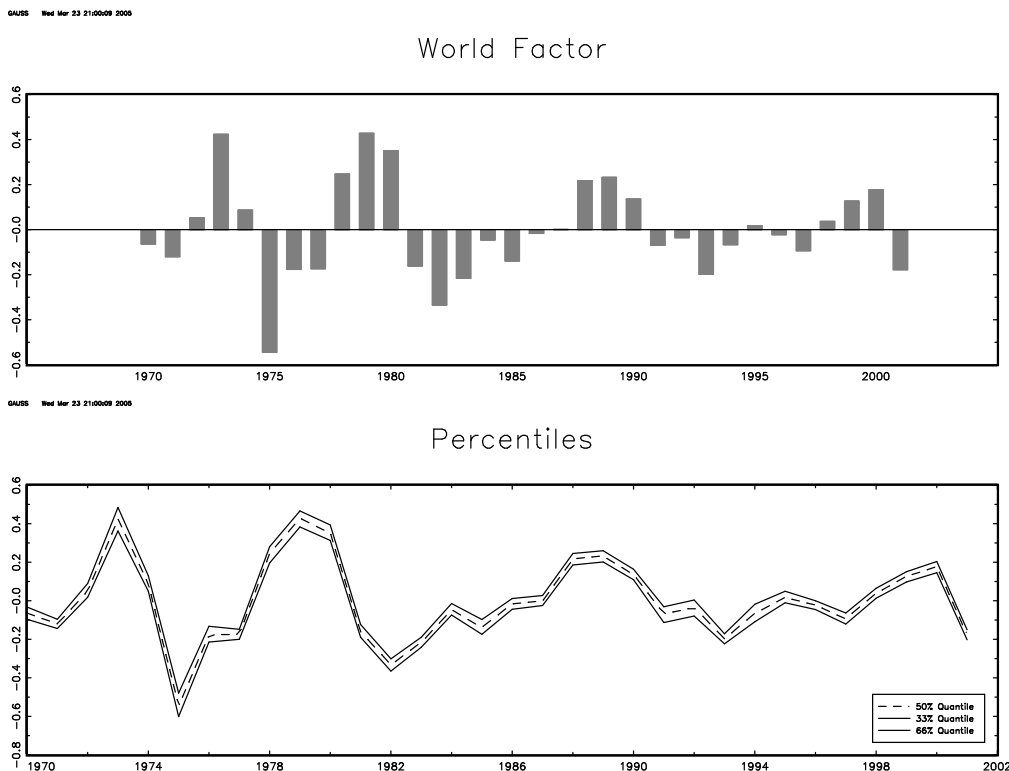 GAUSS Wed Mar 23 21:00:09 2005
World Factor
0.6
0.4
0.2
-0.0
-0.2
-0.4
-0.6
1970 1975 1980 1985 1990 1995 2000
GAUSS Wed Mar 23 21:00:09 2005
Percentiles
0.6
0.4
0.2
-0.0
-0.2
-0.4
-0.6
-0.8
50% Quantile
33% Quantile
66% Quantile
1970 1974 1978 1982 1986 1990 1994 1998 2002